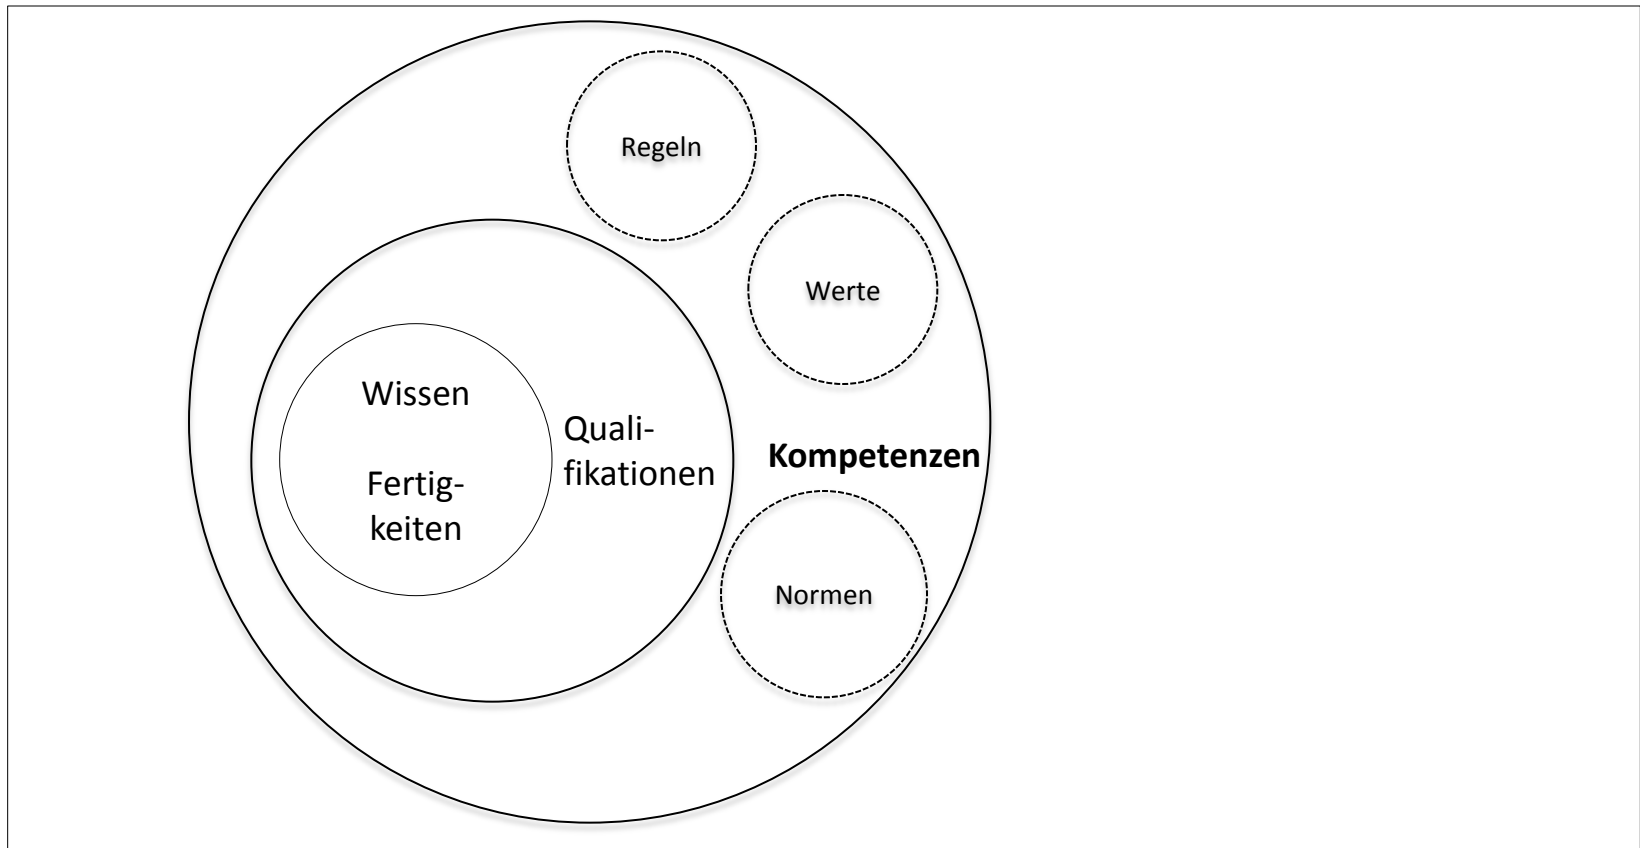 Regeln
Werte
Wissen
Quali-
fikationen
Kompetenzen
Fertig-
keiten
Normen